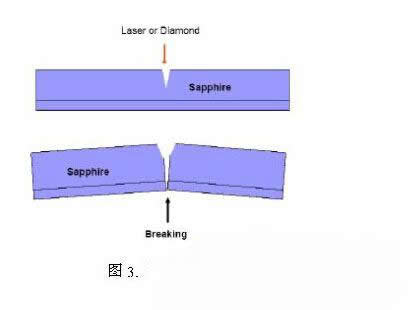 Laser or Diamond
Sapphire
Sapphire
Breaking
图 3.